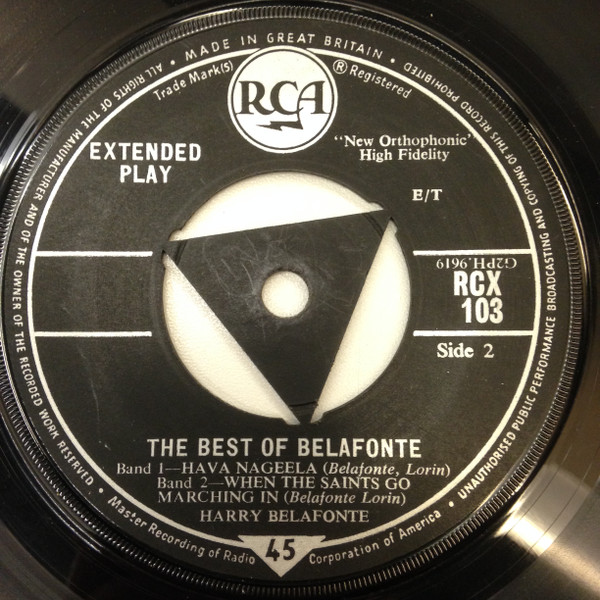 MADE IN GREAT BRITAIN
Trade Mark(s) RCA ® Registered
EXTENDED PLAY
"New Orthophonic'
High Fidelity
E/T
G2PH.9619
RCX
103
Side 2
THE BEST OF BELAFONTE
Band 1—HAVA NAGEELA (Belafonte, Lorin)
Band 2—WHEN THE SAINTS GO
MARCHING IN (Belafonte Lorin)
HARRY BELAFONTE
Master Recording of Radio 45 Corporation of America
• UNAUTHORISED PUBLIC PERFORMANCE BROADCASTING AND COPYING OF THIS RECORD PROHIBITED •
ALL RIGHTS OF THE MANUFACTURER AND OF THE OWNER OF THE RECORDED WORK RESERVED •